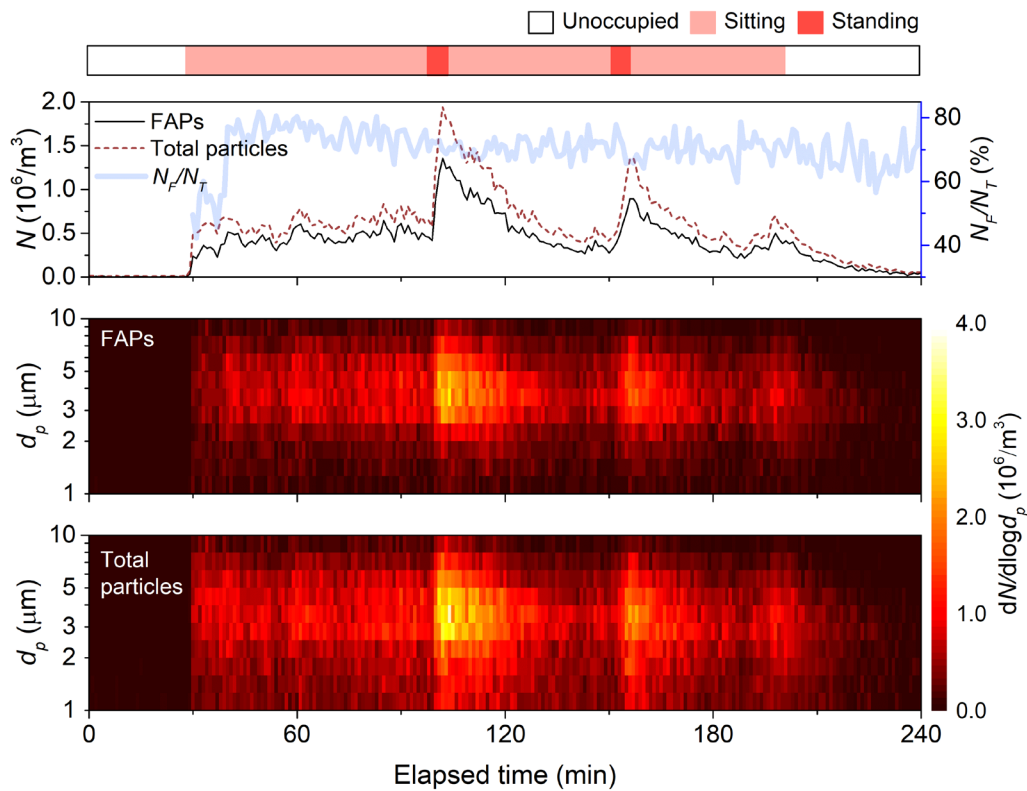 Unoccupied Sitting Standing
N (10⁶/m³)
2.0
1.5
1.0
0.5
0.0
FAPs
Total particles
N_F/N_T
80
60
40
N_F/N_T (%)
FAPs
10
5
3
2
1
d_p (μm)
Total
particles
10
5
3
2
1
d_p (μm)
4.0
3.0
2.0
1.0
0.0
dN/dlogd_p (10⁶/m³)
0 60 120 180 240
Elapsed time (min)